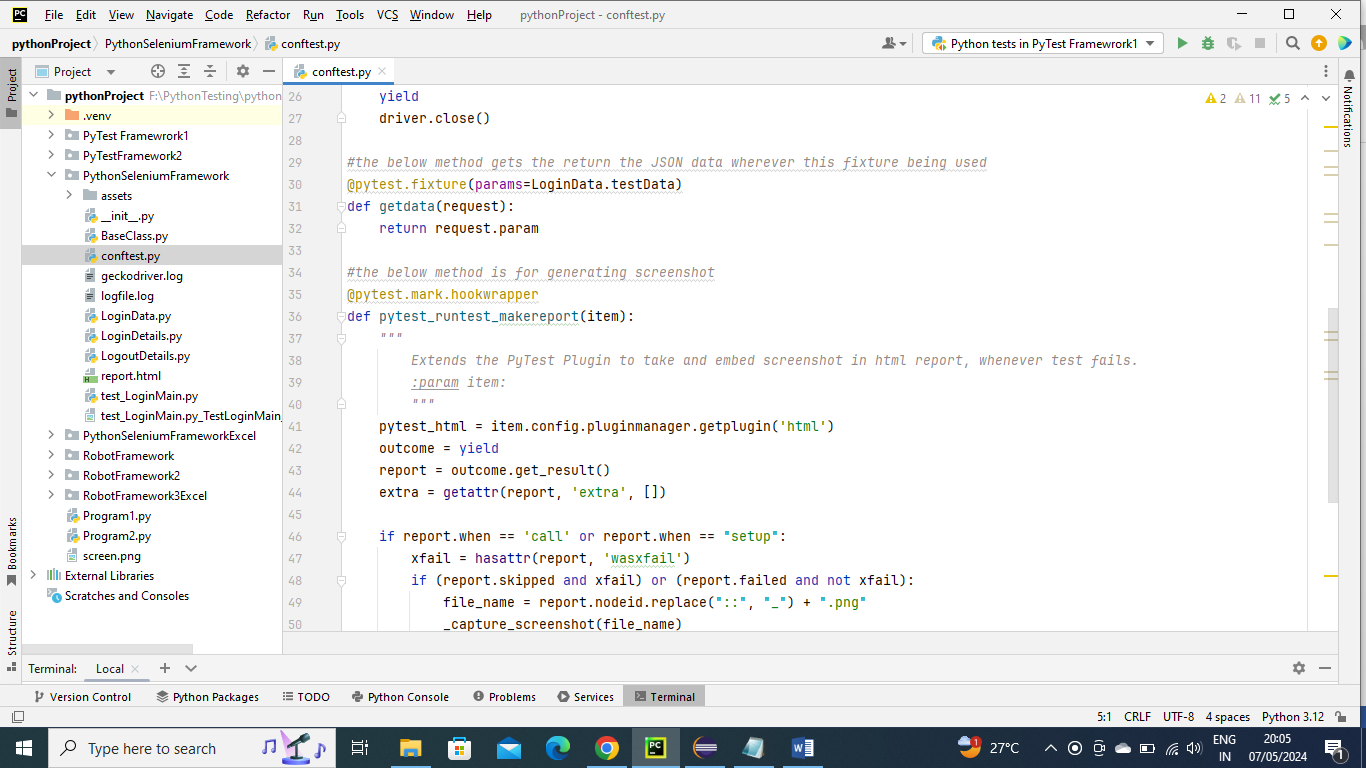 PC File Edit View Navigate Code Refactor Run Tools VCS Window Help pythonProject - conftest.py
pythonProject PythonSeleniumFramework conftest.py Python tests in PyTest Framewrork1
Project
Project
conftest.py
pythonProject F:\PythonTesting\python
.venv
PyTest Framewrork1
PyTestFramework2
PythonSeleniumFramework
assets
__init__.py
BaseClass.py
conftest.py
geckodriver.log
logfile.log
LoginData.py
LoginDetails.py
LogoutDetails.py
report.html
test_LoginMain.py
test_LoginMain.py_TestLoginMain_
PythonSeleniumFrameworkExcel
RobotFramework
RobotFramework2
RobotFramework3Excel
Program1.py
Program2.py
screen.png
External Libraries
Scratches and Consoles
Bookmarks
Structure
2 11 5
26 yield
27 driver.close()
28
29 #the below method gets the return the JSON data wherever this fixture being used
30 @pytest.fixture(params=LoginData.testData)
31 def getdata(request):
32 return request.param
33
34 #the below method is for generating screenshot
35 @pytest.mark.hookwrapper
36 def pytest_runtest_makereport(item):
37 """
38 Extends the PyTest Plugin to take and embed screenshot in html report, whenever test fails.
39 :param item:
40 """
41 pytest_html = item.config.pluginmanager.getplugin('html')
42 outcome = yield
43 report = outcome.get_result()
44 extra = getattr(report, 'extra', [])
45
46 if report.when == 'call' or report.when == "setup":
47 xfail = hasattr(report, 'wasxfail')
48 if (report.skipped and xfail) or (report.failed and not xfail):
49 file_name = report.nodeid.replace("::", "_") + ".png"
50 _capture_screenshot(file_name)
Notifications
Terminal: Local
Version Control Python Packages TODO Python Console Problems Services Terminal
5:1 CRLF UTF-8 4 spaces Python 3.12
Type here to search
PC
W
1
27°C
ENG
IN
20:05
07/05/2024
1